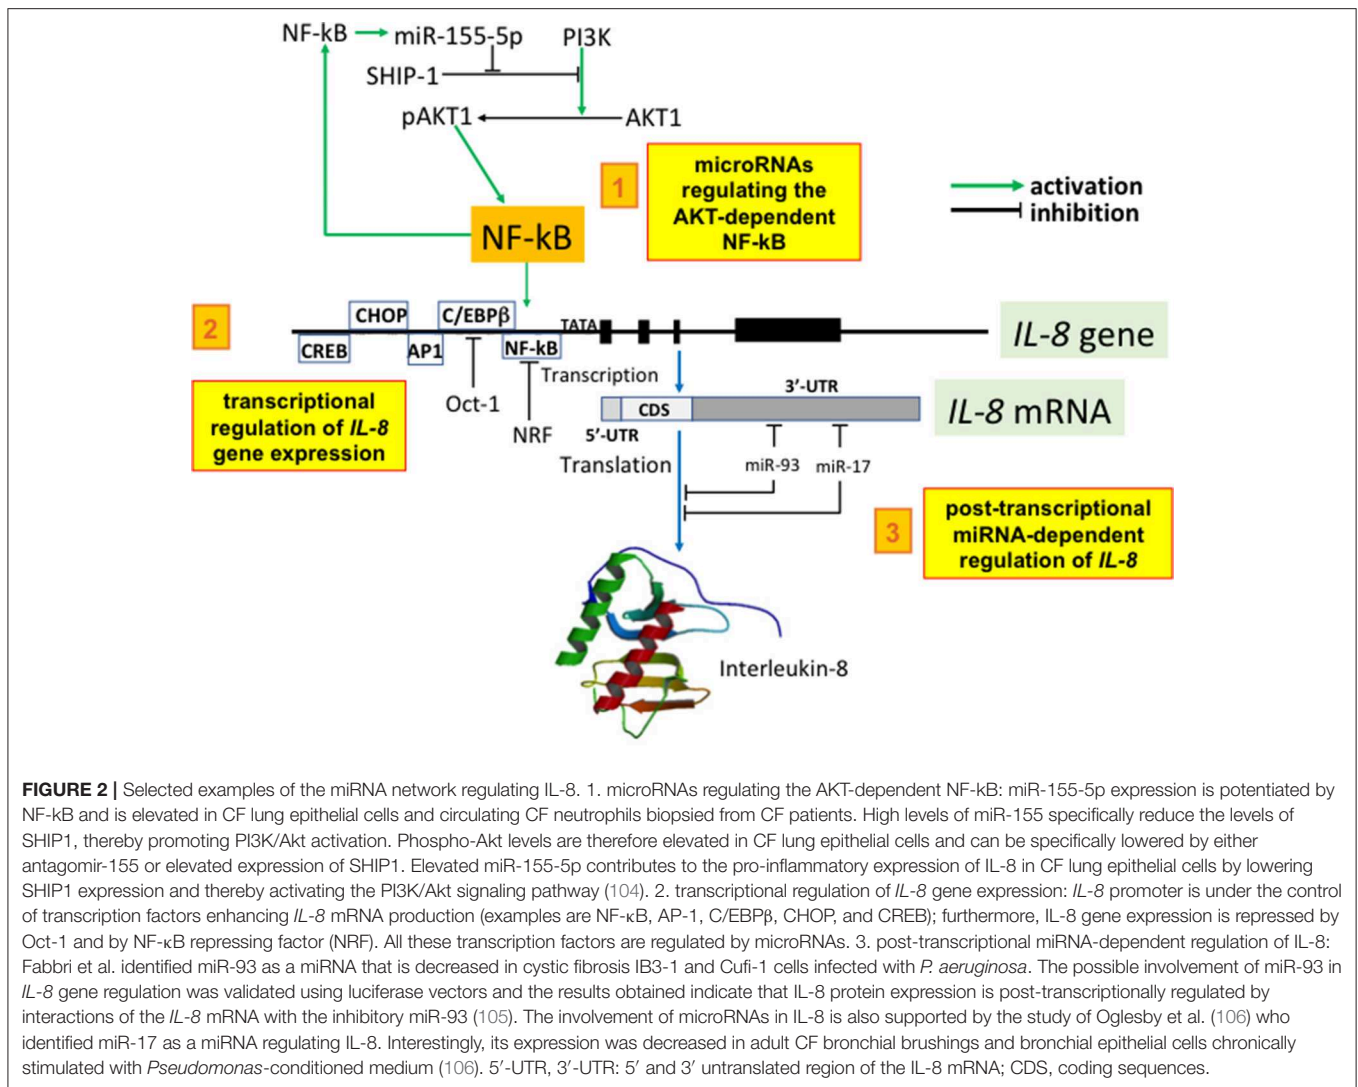 NF-kB miR-155-5p PI3K
SHIP-1
pAKT1 AKT1
1
microRNAs
regulating the
AKT-dependent
NF-kB
activation
inhibition
NF-kB
2
CHOP C/EBPβ TATA
CREB AP1 NF-kB
IL-8 gene
Transcription
3′-UTR
transcriptional
regulation of IL-8
gene expression
Oct-1
CDS
IL-8 mRNA
NRF
5′-UTR
Translation
miR-93 miR-17
3
post-transcriptional
miRNA-dependent
regulation of IL-8
Interleukin-8
FIGURE 2 | Selected examples of the miRNA network regulating IL-8. 1. microRNAs regulating the AKT-dependent NF-kB: miR-155-5p expression is potentiated by
NF-kB and is elevated in CF lung epithelial cells and circulating CF neutrophils biopsied from CF patients. High levels of miR-155 specifically reduce the levels of
SHIP1, thereby promoting PI3K/Akt activation. Phospho-Akt levels are therefore elevated in CF lung epithelial cells and can be specifically lowered by either
antagomir-155 or elevated expression of SHIP1. Elevated miR-155-5p contributes to the pro-inflammatory expression of IL-8 in CF lung epithelial cells by lowering
SHIP1 expression and thereby activating the PI3K/Akt signaling pathway (104). 2. transcriptional regulation of IL-8 gene expression: IL-8 promoter is under the control
of transcription factors enhancing IL-8 mRNA production (examples are NF-κB, AP-1, C/EBPβ, CHOP, and CREB); furthermore, IL-8 gene expression is repressed by
Oct-1 and by NF-κB repressing factor (NRF). All these transcription factors are regulated by microRNAs. 3. post-transcriptional miRNA-dependent regulation of IL-8:
Fabbri et al. identified miR-93 as a miRNA that is decreased in cystic fibrosis IB3-1 and Cufi-1 cells infected with P. aeruginosa. The possible involvement of miR-93 in
IL-8 gene regulation was validated using luciferase vectors and the results obtained indicate that IL-8 protein expression is post-transcriptionally regulated by
interactions of the IL-8 mRNA with the inhibitory miR-93 (105). The involvement of microRNAs in IL-8 is also supported by the study of Oglesby et al. (106) who
identified miR-17 as a miRNA regulating IL-8. Interestingly, its expression was decreased in adult CF bronchial brushings and bronchial epithelial cells chronically
stimulated with Pseudomonas-conditioned medium (106). 5′-UTR, 3′-UTR: 5′ and 3′ untranslated region of the IL-8 mRNA; CDS, coding sequences.